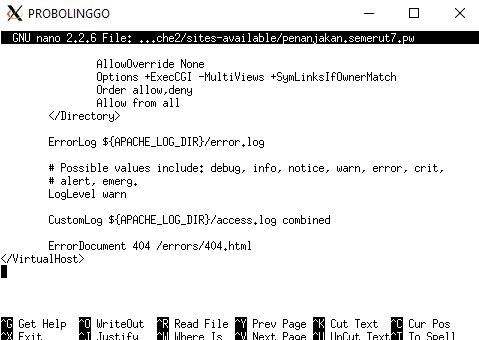 PROBOLINGGO
GNU nano 2.2.6 File: ...che2/sites-available/penanjakan.semerut7.pw
AllowOverride None
Options +ExecCGI -MultiViews +SymLinksIfOwnerMatch
Order allow,deny
Allow from all
</Directory>
ErrorLog ${APACHE_LOG_DIR}/error.log
# Possible values include: debug, info, notice, warn, error, crit,
# alert, emerg.
LogLevel warn
CustomLog ${APACHE_LOG_DIR}/access.log combined
ErrorDocument 404 /errors/404.html
</VirtualHost>
^G Get Help ^O WriteOut ^R Read File ^Y Prev Page ^K Cut Text ^C Cur Pos
^X Exit ^J Justify ^W Where Is ^V Next Page ^U UnCut Text ^T To Spell